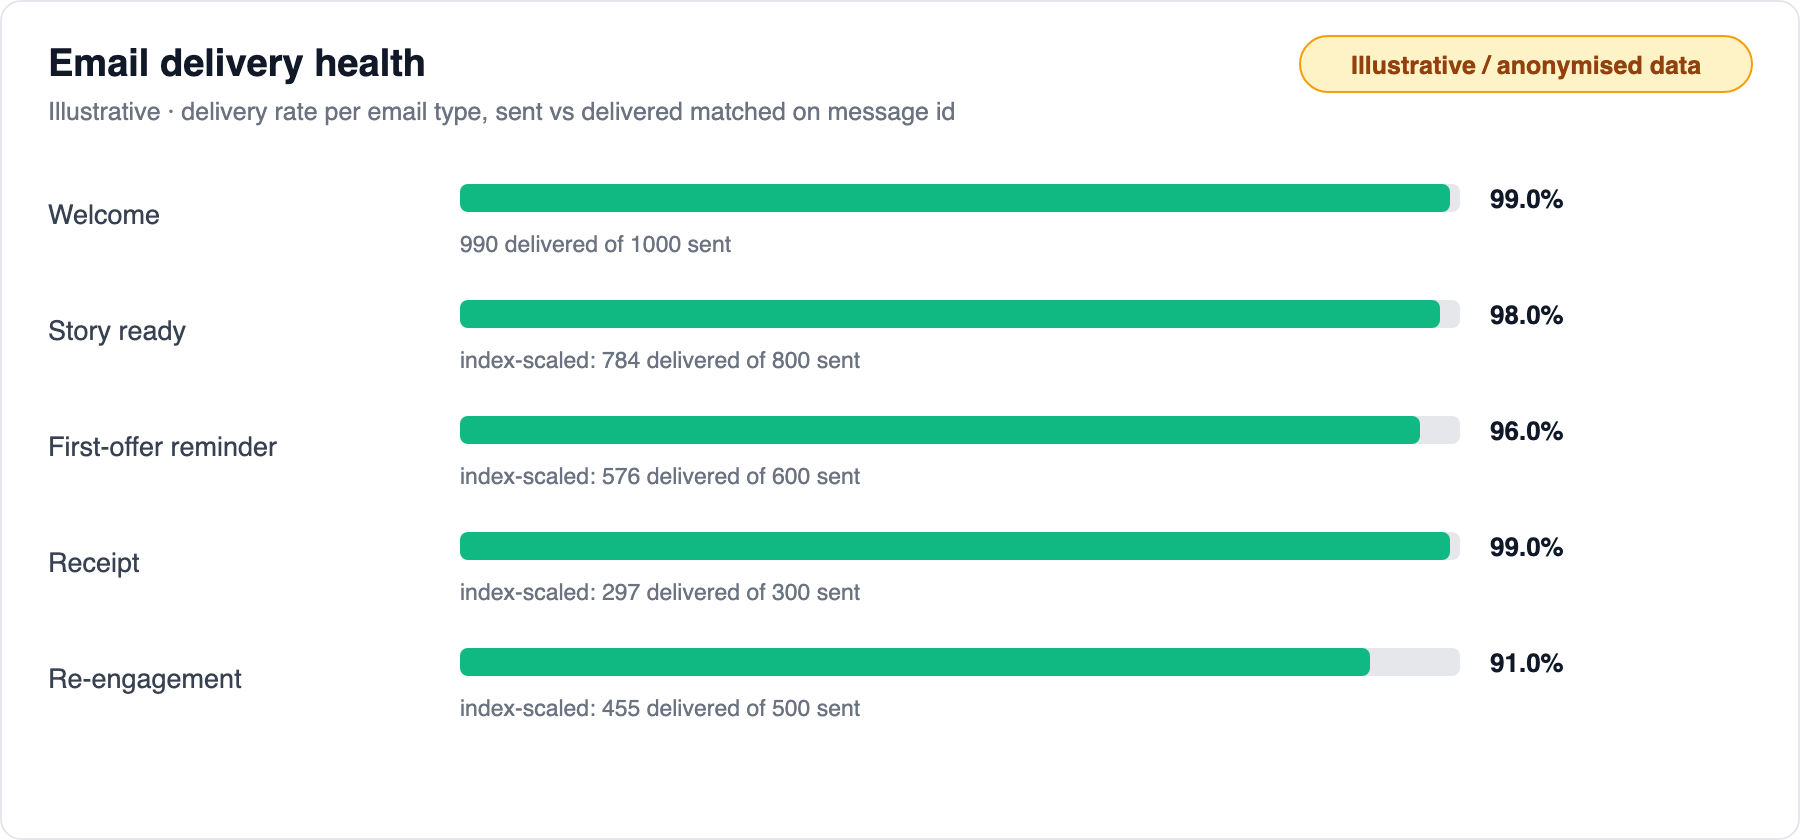 Email delivery health
Illustrative / anonymised data
Illustrative · delivery rate per email type, sent vs delivered matched on message id
Welcome
99.0%
990 delivered of 1000 sent
Story ready
98.0%
index-scaled: 784 delivered of 800 sent
First-offer reminder
96.0%
index-scaled: 576 delivered of 600 sent
Receipt
99.0%
index-scaled: 297 delivered of 300 sent
Re-engagement
91.0%
index-scaled: 455 delivered of 500 sent